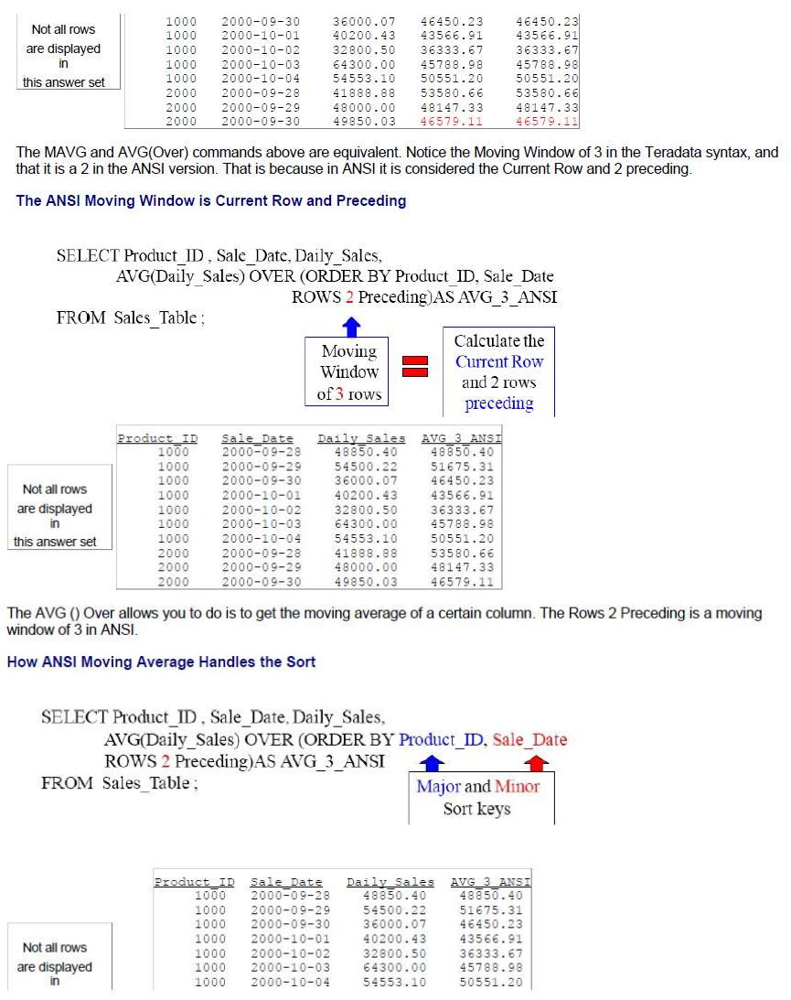 Not all rows
are displayed
in
this answer set
1000 2000-09-30 36000.07 46450.23 46450.23
1000 2000-10-01 40200.43 43566.91 43566.91
1000 2000-10-02 32800.50 36333.67 36333.67
1000 2000-10-03 64300.00 45788.98 45788.98
1000 2000-10-04 54553.10 50551.20 50551.20
2000 2000-09-28 41888.88 53580.66 53580.66
2000 2000-09-29 48000.00 48147.33 48147.33
2000 2000-09-30 49850.03 46579.11 46579.11
The MAVG and AVG(Over) commands above are equivalent. Notice the Moving Window of 3 in the Teradata syntax, and
that it is a 2 in the ANSI version. That is because in ANSI it is considered the Current Row and 2 preceding.
The ANSI Moving Window is Current Row and Preceding
SELECT Product_ID , Sale_Date, Daily_Sales,
AVG(Daily_Sales) OVER (ORDER BY Product_ID, Sale_Date
ROWS 2 Preceding)AS AVG_3_ANSI
FROM Sales_Table ;
Moving
Window
of 3 rows
Calculate the
Current Row
and 2 rows
preceding
Product_ID Sale_Date Daily_Sales AVG_3_ANSI
1000 2000-09-28 48850.40 48850.40
1000 2000-09-29 54500.22 51675.31
1000 2000-09-30 36000.07 46450.23
1000 2000-10-01 40200.43 43566.91
1000 2000-10-02 32800.50 36333.67
1000 2000-10-03 64300.00 45788.98
1000 2000-10-04 54553.10 50551.20
2000 2000-09-28 41888.88 53580.66
2000 2000-09-29 48000.00 48147.33
2000 2000-09-30 49850.03 46579.11
Not all rows
are displayed
in
this answer set
The AVG () Over allows you to do is to get the moving average of a certain column. The Rows 2 Preceding is a moving
window of 3 in ANSI.
How ANSI Moving Average Handles the Sort
SELECT Product_ID , Sale_Date, Daily_Sales,
AVG(Daily_Sales) OVER (ORDER BY Product_ID, Sale_Date
ROWS 2 Preceding)AS AVG_3_ANSI
FROM Sales_Table ;
Major and Minor
Sort keys
Product_ID Sale_Date Daily_Sales AVG_3_ANSI
1000 2000-09-28 48850.40 48850.40
1000 2000-09-29 54500.22 51675.31
1000 2000-09-30 36000.07 46450.23
1000 2000-10-01 40200.43 43566.91
1000 2000-10-02 32800.50 36333.67
1000 2000-10-03 64300.00 45788.98
1000 2000-10-04 54553.10 50551.20
Not all rows
are displayed
in